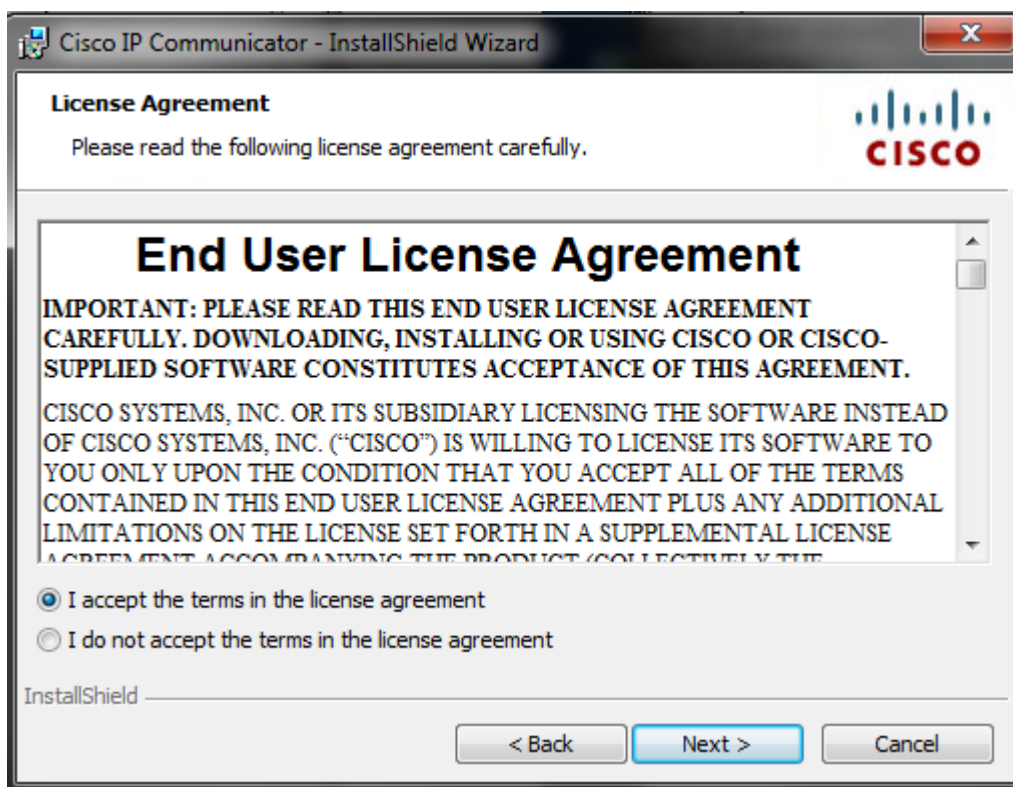 Cisco IP Communicator - InstallShield Wizard
License Agreement
Please read the following license agreement carefully.
CISCO
End User License Agreement
IMPORTANT: PLEASE READ THIS END USER LICENSE AGREEMENT
CAREFULLY. DOWNLOADING, INSTALLING OR USING CISCO OR CISCO-
SUPPLIED SOFTWARE CONSTITUTES ACCEPTANCE OF THIS AGREEMENT.
CISCO SYSTEMS, INC. OR ITS SUBSIDIARY LICENSING THE SOFTWARE INSTEAD
OF CISCO SYSTEMS, INC. (“CISCO”) IS WILLING TO LICENSE ITS SOFTWARE TO
YOU ONLY UPON THE CONDITION THAT YOU ACCEPT ALL OF THE TERMS
CONTAINED IN THIS END USER LICENSE AGREEMENT PLUS ANY ADDITIONAL
LIMITATIONS ON THE LICENSE SET FORTH IN A SUPPLEMENTAL LICENSE
AGREEMENT ACCOMPANYING THE PRODUCT (COLLECTIVELY THE
I accept the terms in the license agreement
I do not accept the terms in the license agreement
InstallShield
< Back
Next >
Cancel